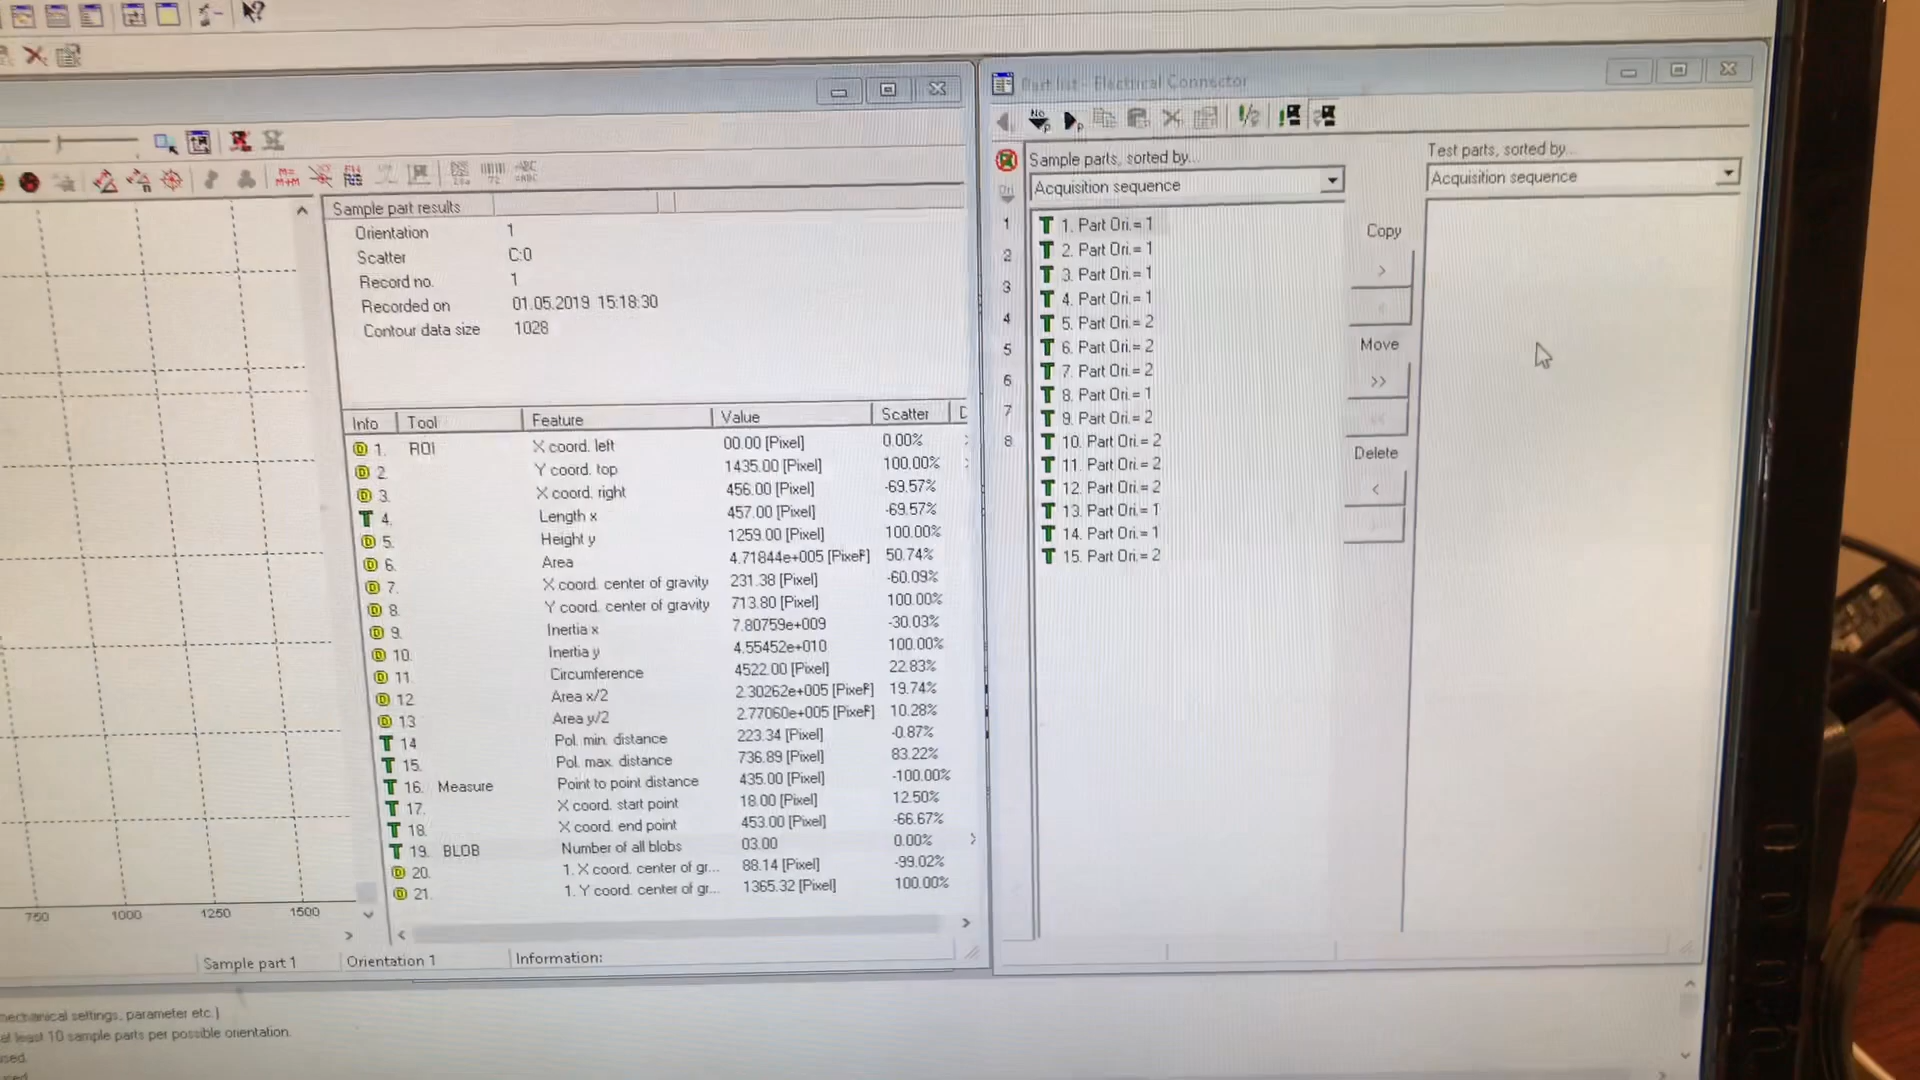 Part list - Electrical Connector
Sample parts, sorted by...
Acquisition sequence
Test parts, sorted by...
Acquisition sequence
Ori
1
2
3
4
5
6
7
8
1. Part Ori.= 1
2. Part Ori.= 1
3. Part Ori.= 1
4. Part Ori.= 1
5. Part Ori.= 2
6. Part Ori.= 2
7. Part Ori.= 2
8. Part Ori.= 1
9. Part Ori.= 2
10. Part Ori.= 2
11. Part Ori.= 2
12. Part Ori.= 2
13. Part Ori.= 1
14. Part Ori.= 1
15. Part Ori.= 2
Copy
>
Move
>>
Delete
<
Sample part results
Orientation 1
Scatter C:0
Record no. 1
Recorded on 01.05.2019 15:18:30
Contour data size 1028
Info Tool Feature Value Scatter
1. ROI X coord. left 00.00 [Pixel] 0.00%
2. Y coord. top 1435.00 [Pixel] 100.00%
3. X coord. right 456.00 [Pixel] -69.57%
4. Length x 457.00 [Pixel] -69.57%
5. Height y 1259.00 [Pixel] 100.00%
6. Area 4.71844e+005 [Pixel²] 50.74%
7. X coord. center of gravity 231.38 [Pixel] -60.09%
8. Y coord. center of gravity 713.80 [Pixel] 100.00%
9. Inertia x 7.80759e+009 -30.03%
10. Inertia y 4.55452e+010 100.00%
11. Circumference 4522.00 [Pixel] 22.83%
12. Area x/2 2.30262e+005 [Pixel²] 19.74%
13. Area y/2 2.77060e+005 [Pixel²] 10.28%
14. Pol. min. distance 223.34 [Pixel] -0.87%
15. Pol. max. distance 736.89 [Pixel] 83.22%
16. Measure Point to point distance 435.00 [Pixel] -100.00%
17. X coord. start point 18.00 [Pixel] 12.50%
18. X coord. end point 453.00 [Pixel] -66.67%
19. BLOB Number of all blobs 03.00 0.00%
20. 1. X coord. center of gr... 88.14 [Pixel] -99.02%
21. 1. Y coord. center of gr... 1365.32 [Pixel] 100.00%
750 1000 1250 1500
Sample part 1 Orientation 1 Information:
mechanical settings, parameter etc.)
at least 10 sample parts per possible orientation.